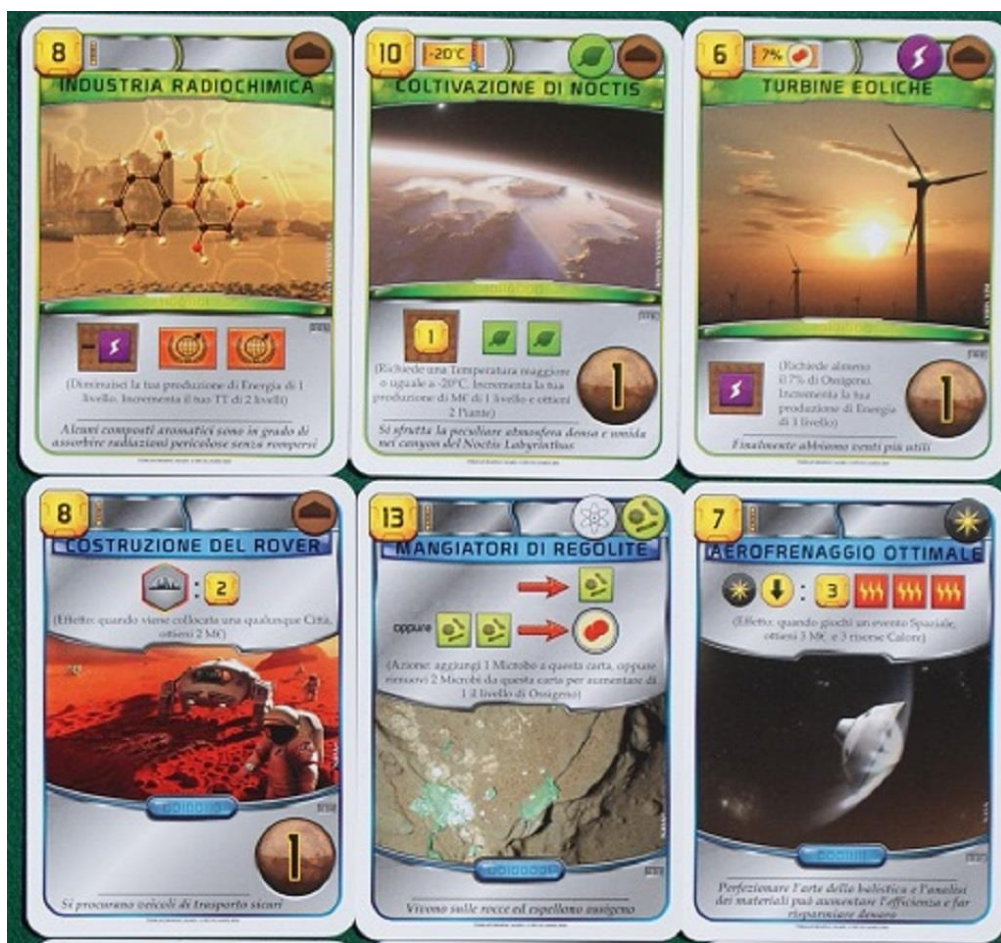 8
INDUSTRIA RADIOCHIMICA
(Diminuisci la tua produzione di Energia di 1
livello. Incrementa il tuo TT di 2 livelli)
Alcuni composti aromatici sono in grado di
assorbire radiazioni pericolose senza rompersi
10
-20°C
COLTIVAZIONE DI NOCTIS
1
(Richiede una Temperatura maggiore
o uguale a -20°C. Incrementa la tua
produzione di M€ di 1 livello e ottieni
2 Piante)
1
Si sfrutta la peculiare atmosfera densa e umida
nei canyon del Noctis Labyrinthus
6
7%
TURBINE EOLICHE
(Richiede almeno
il 7% di Ossigeno.
Incrementa la tua
produzione di Energia
di 1 livello)
1
Finalmente abbiamo venti più utili
8
COSTRUZIONE DEL ROVER
: 2
(Effetto: quando viene collocata una qualunque Città,
ottieni 2 M€)
1
Si procurano veicoli di trasporto sicuri
13
MANGIATORI DI REGOLITE
oppure
(Azione: aggiungi 1 Microbo a questa carta, oppure
rimuovi 2 Microbi da questa carta per aumentare di
1 il livello di Ossigeno)
Vivono sulle rocce ed espellono ossigeno
7
AEROFRENAGGIO OTTIMALE
: 3
(Effetto: quando giochi un evento Spaziale,
ottieni 3 M€ e 3 risorse Calore)
Perfezionare l'arte della balistica e l'analisi
dei materiali può aumentare l'efficienza e far
risparmiare denaro